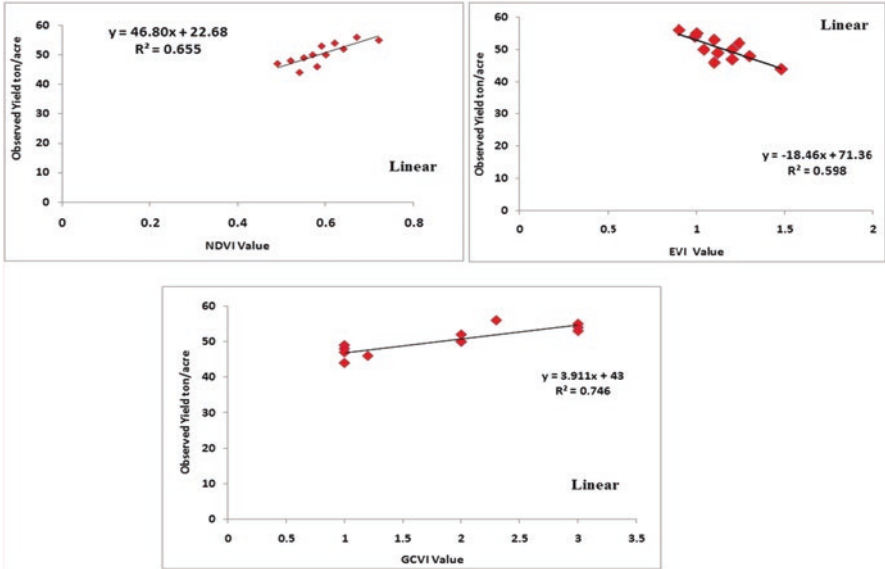 y = 46.80x + 22.68
R² = 0.655
Observed Yield ton/acre
60
50
40
30
20
10
0
Linear
0 0.2 0.4 0.6 0.8
NDVI Value
Linear
Observed Yield ton/acre
60
50
40
30
20
10
0
y = -18.46x + 71.36
R² = 0.598
0 0.5 1 1.5 2
EVI Value
Observed Yield ton/acre
60
50
40
30
20
10
0
y = 3.911x + 43
R² = 0.746
Linear
0 0.5 1 1.5 2 2.5 3 3.5
GCVI Value